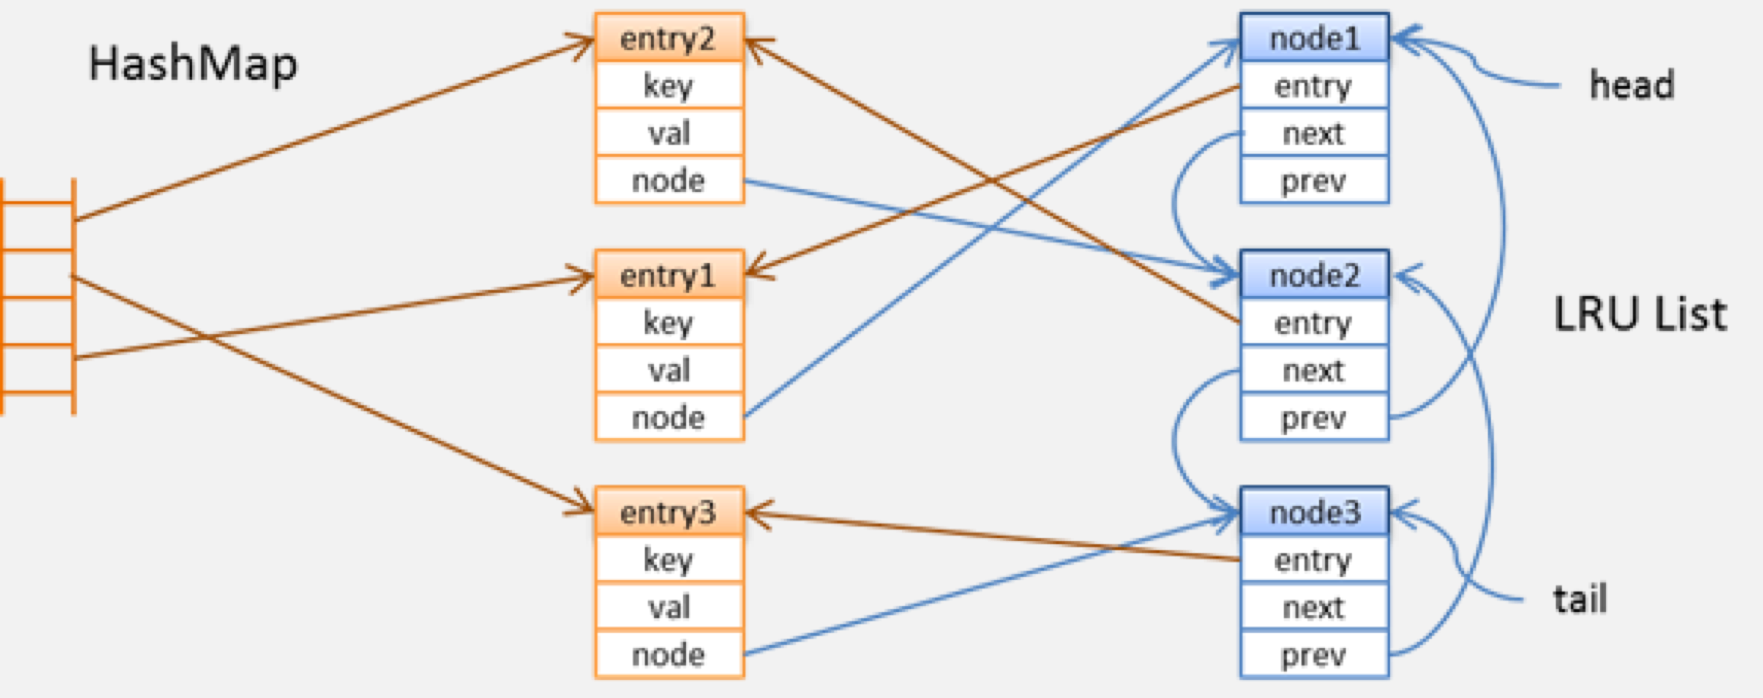 HashMap
entry2
key
val
node
entry1
key
val
node
entry3
key
val
node
node1
entry
next
prev
node2
entry
next
prev
node3
entry
next
prev
head
LRU List
tail